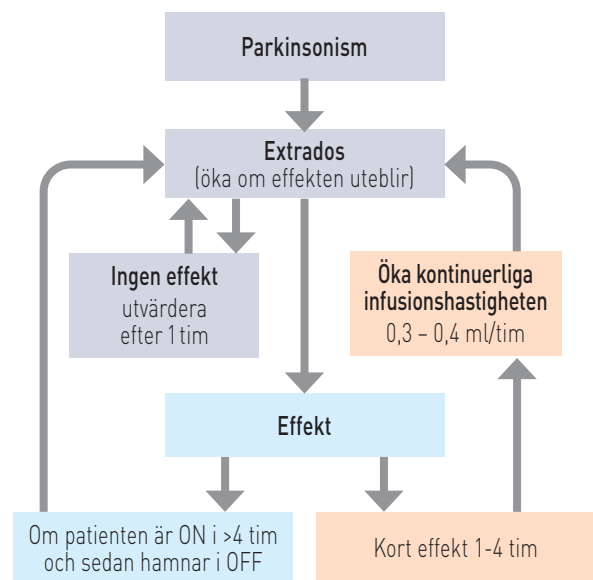 Parkinsonism
Extrados
(öka om effekten uteblir)
Ingen effekt
utvärdera
efter 1 tim
Öka kontinuerliga
infusionshastigheten
0,3 – 0,4 ml/tim
Effekt
Om patienten är ON i >4 tim
och sedan hamnar i OFF
Kort effekt 1-4 tim